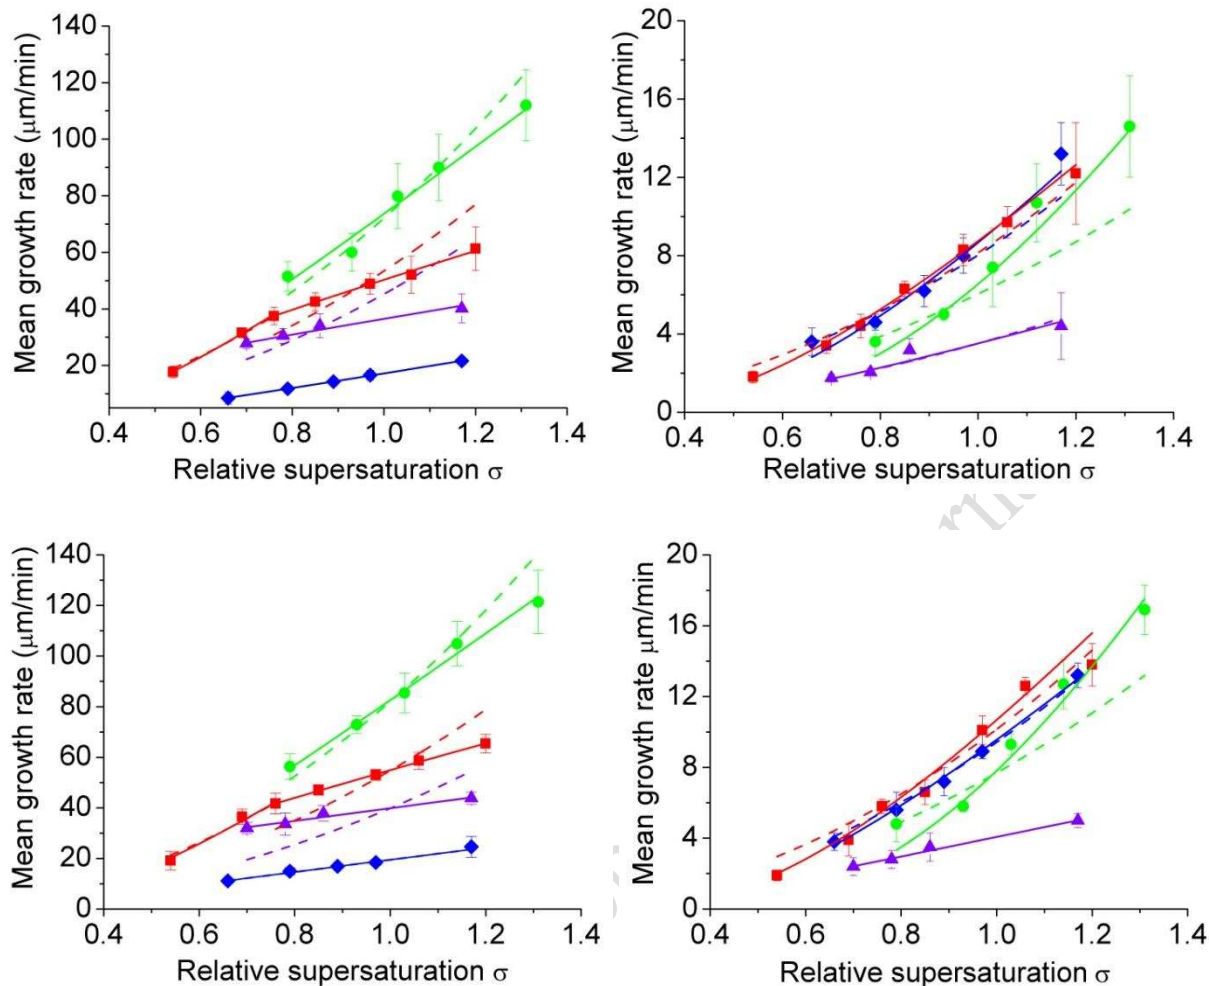 140
120
100
80
60
40
20
0.4 0.6 0.8 1.0 1.2 1.4
Mean growth rate (μm/min)
Relative supersaturation σ
20
16
12
8
4
0
0.4 0.6 0.8 1.0 1.2 1.4
Mean growth rate (μm/min)
Relative supersaturation σ
140
120
100
80
60
40
20
0
0.4 0.6 0.8 1.0 1.2 1.4
Mean growth rate (μm/min)
Relative supersaturation σ
20
16
12
8
4
0
0.4 0.6 0.8 1.0 1.2 1.4
Mean growth rate μm/min
Relative supersaturation σ